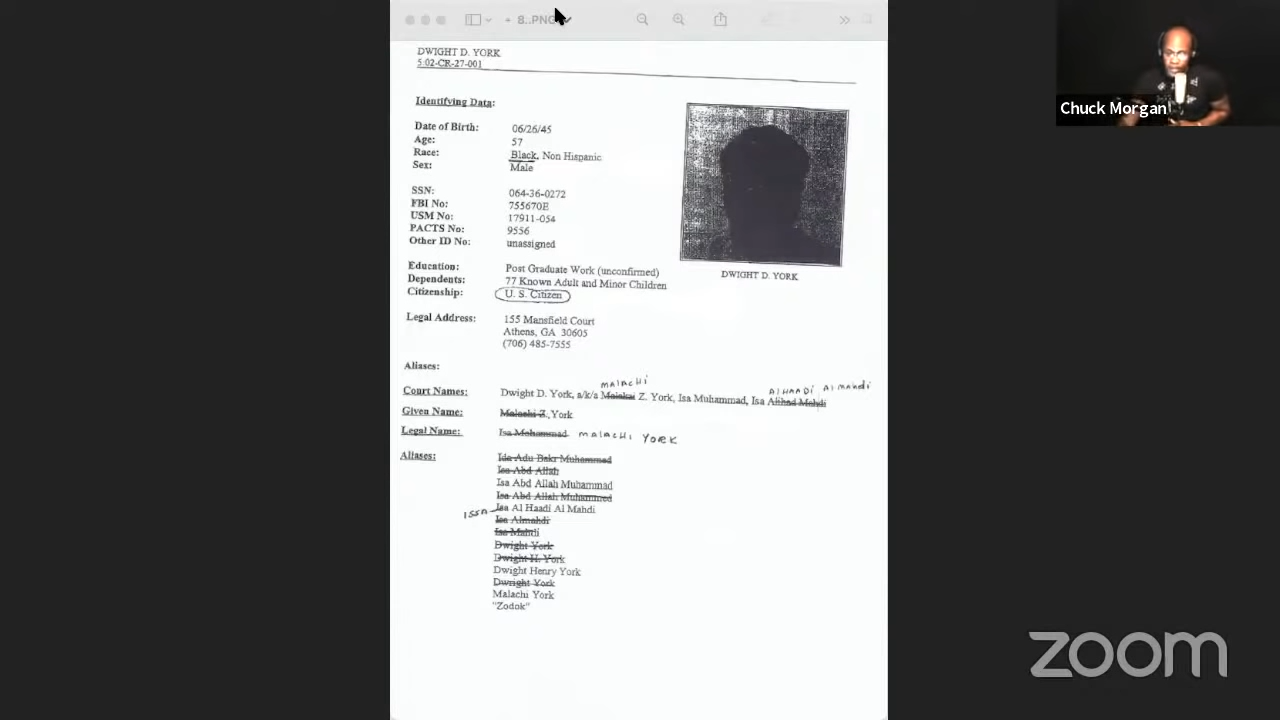 8..PNG
DWIGHT D. YORK
5:02-CR-27-001
Identifying Data:
Date of Birth: 06/26/45
Age: 57
Race: Black, Non Hispanic
Sex: Male
SSN: 064-36-0272
FBI No: 755670E
USM No: 17911-054
PACTS No: 9556
Other ID No: unassigned
Education: Post Graduate Work (unconfirmed)
Dependents: 77 Known Adult and Minor Children
Citizenship: U. S. Citizen
Legal Address: 155 Mansfield Court
Athens, GA 30605
(706) 485-7555
DWIGHT D. YORK
Aliases:
MALACHI AlHAADI AlMAHDI
Court Names: Dwight D. York, a/k/a Malakai Z. York, Isa Muhammad, Isa Alihad Mahdi
Given Name: Malachi Z. York
Legal Name: Isa Mohammad MALACHI YORK
Aliases: Ida Adu Bakr Muhammad
Isa Abd Allah
Isa Abd Allah Muhammad
Isa Abd Allah Muhammed
ISSA Isa Al Haadi Al Mahdi
Isa Almahdi
Isa Mahdi
Dwight York
Dwight H. York
Dwight Henry York
Dwright York
Malachi York
"Zodok"
Chuck Morgan
zoom